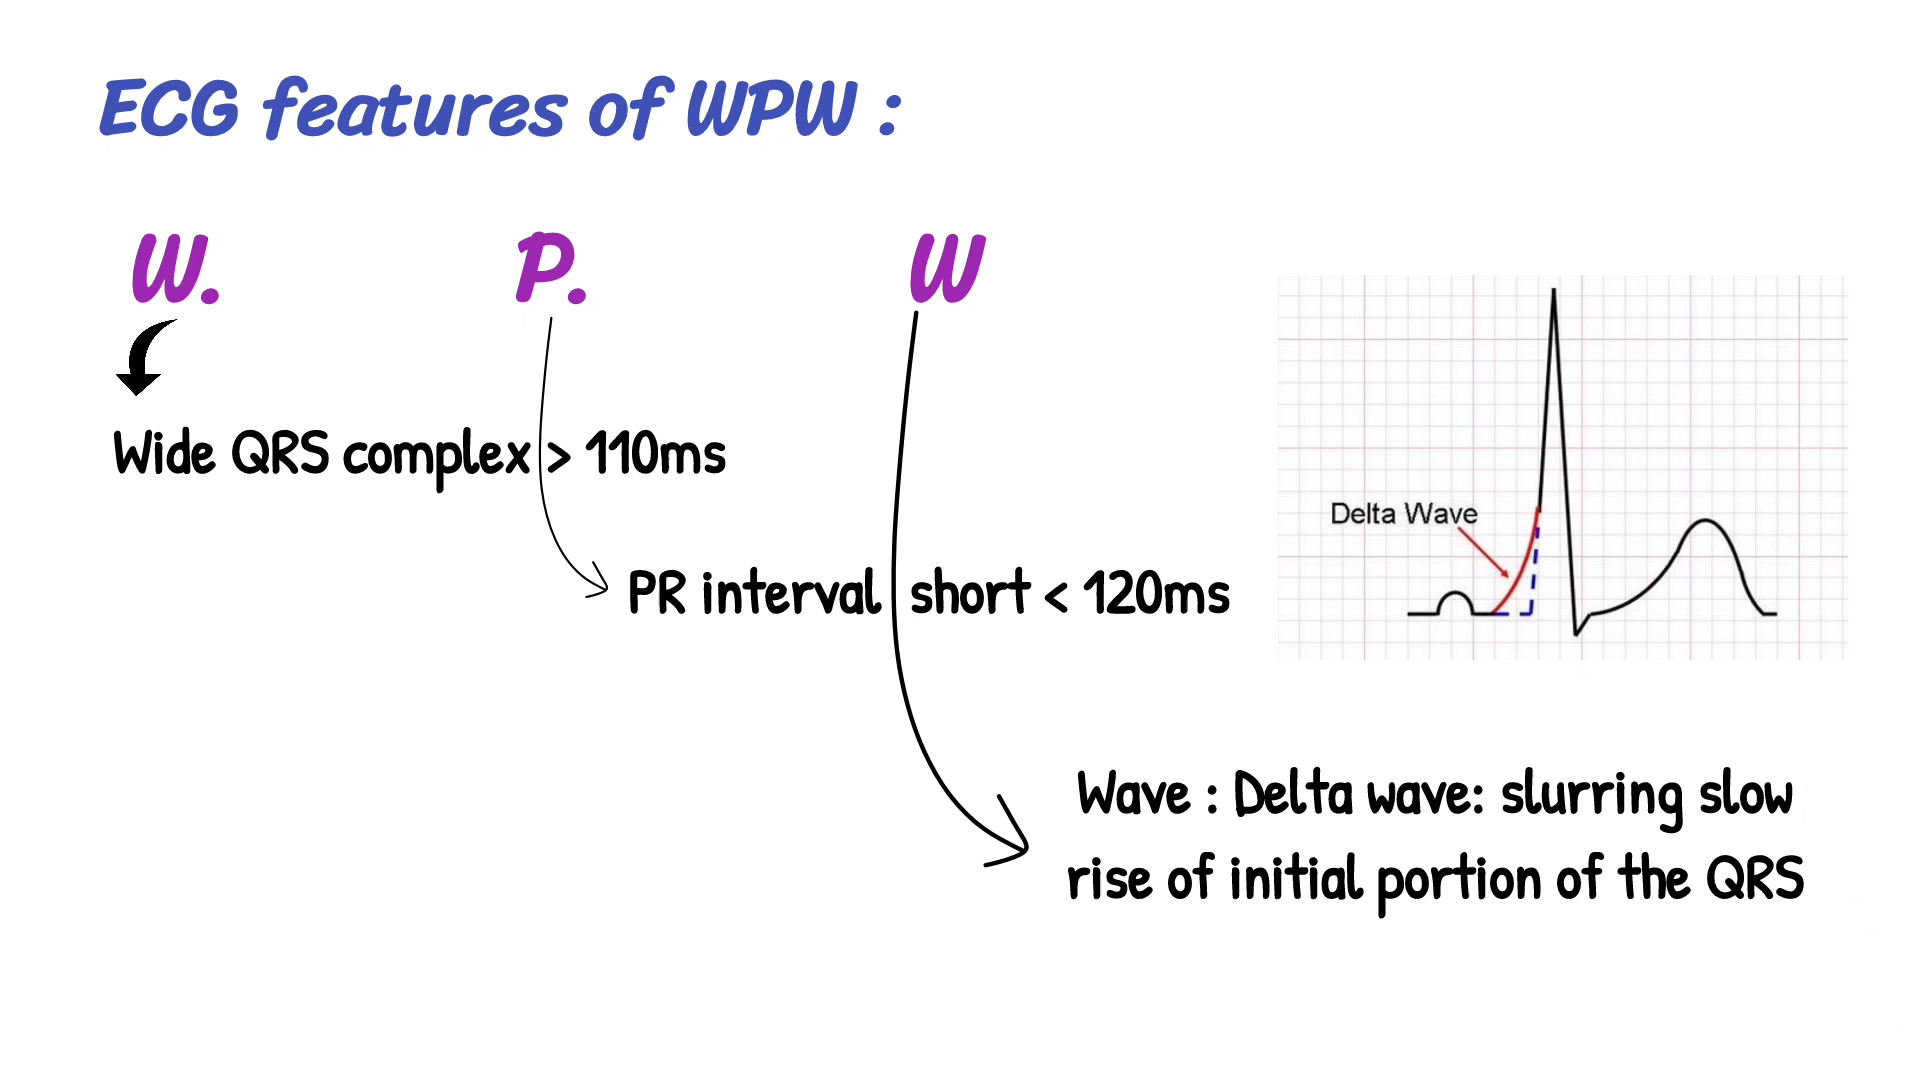 ECG features of WPW :
W. P. W
Wide QRS complex > 110ms
PR interval short < 120ms
Delta Wave
Wave : Delta wave: slurring slow
rise of initial portion of the QRS